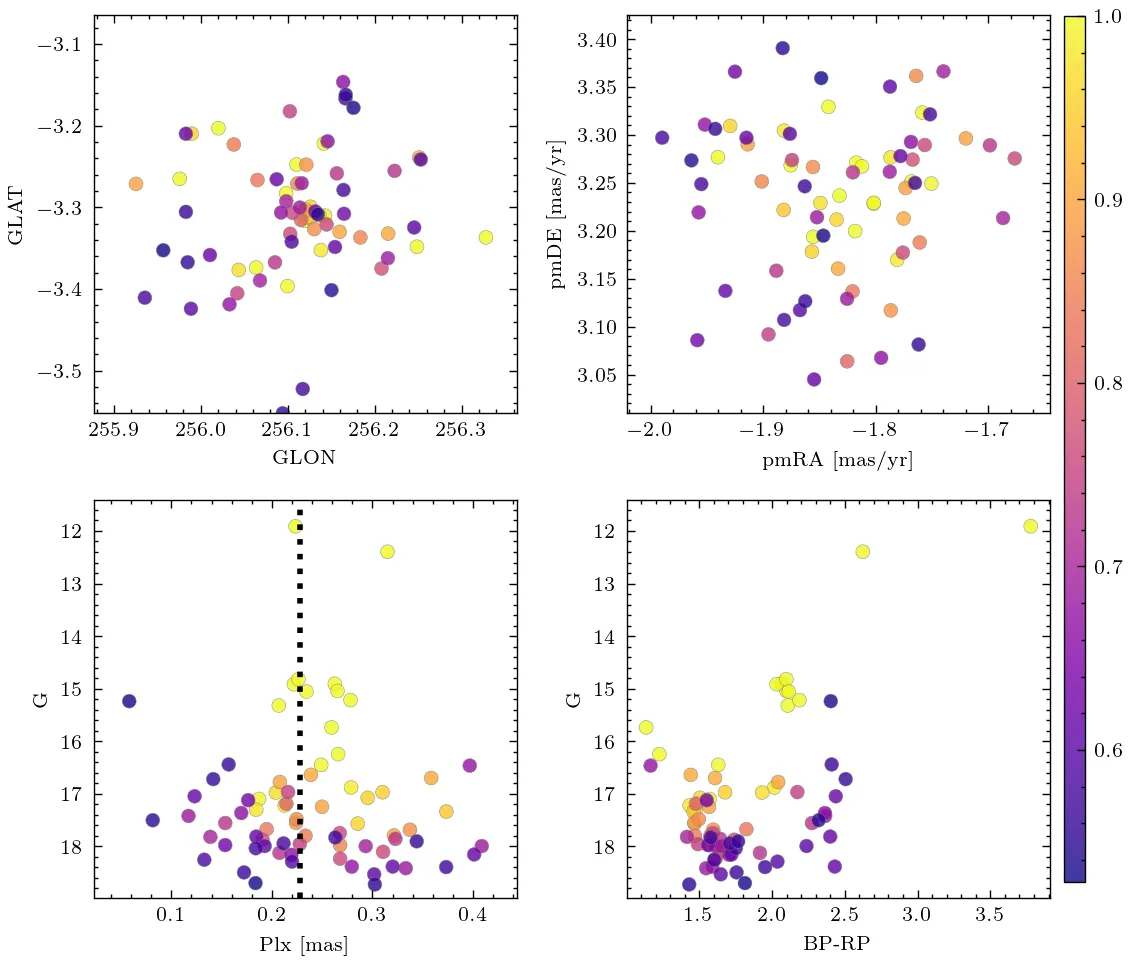 −3.1
−3.2
−3.3
−3.4
−3.5
GLAT
255.9 256.0 256.1 256.2 256.3
GLON
3.40
3.35
3.30
3.25
3.20
3.15
3.10
3.05
pmDE [mas/yr]
−2.0 −1.9 −1.8 −1.7
pmRA [mas/yr]
1.0
0.9
0.8
0.7
0.6
12
13
14
15
16
17
18
G
0.1 0.2 0.3 0.4
Plx [mas]
12
13
14
15
16
17
18
G
1.5 2.0 2.5 3.0 3.5
BP-RP